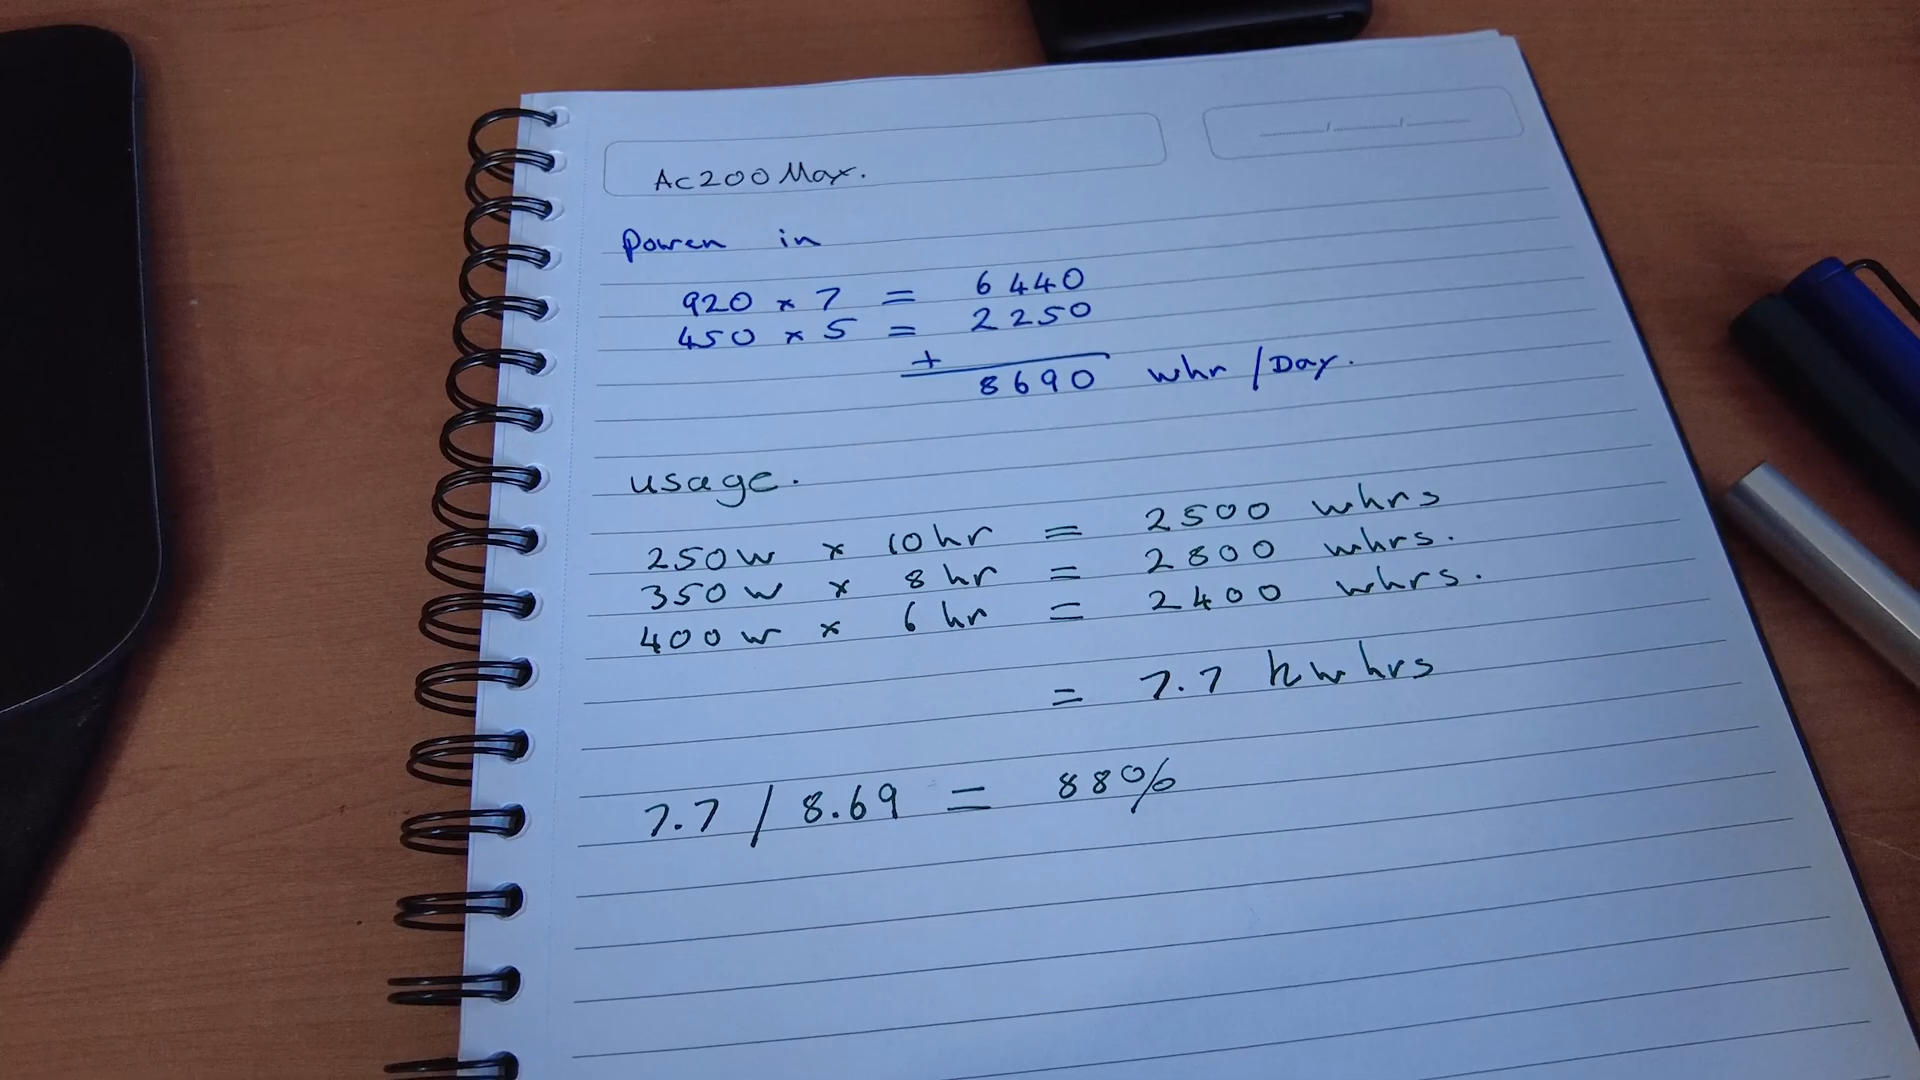 Ac200 Max.
Power in
920 x 7 = 6440
450 x 5 = 2250
+
8690 whr / Day.
usage.
250w x 10hr = 2500 whrs
350w x 8hr = 2800 whrs.
400w x 6hr = 2400 whrs.
= 7.7 kwhrs
7.7 / 8.69 = 88%